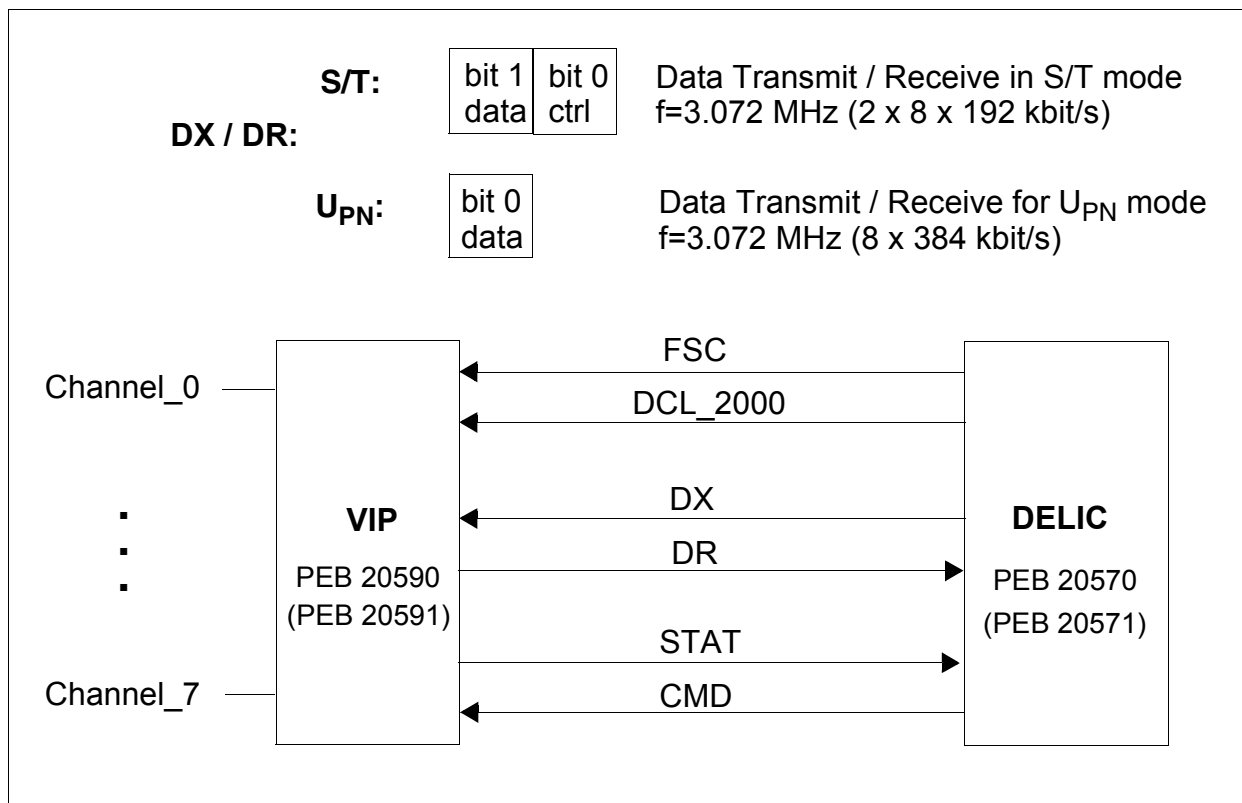 S/T:
bit 1
data
bit 0
ctrl
Data Transmit / Receive in S/T mode
f=3.072 MHz (2 x 8 x 192 kbit/s)
DX / DR:
UPN:
bit 0
data
Data Transmit / Receive for UPN mode
f=3.072 MHz (8 x 384 kbit/s)
FSC
Channel_0
DCL_2000
DX
VIP
DELIC
DR
PEB 20590
(PEB 20591)
PEB 20570
(PEB 20571)
STAT
Channel_7
CMD